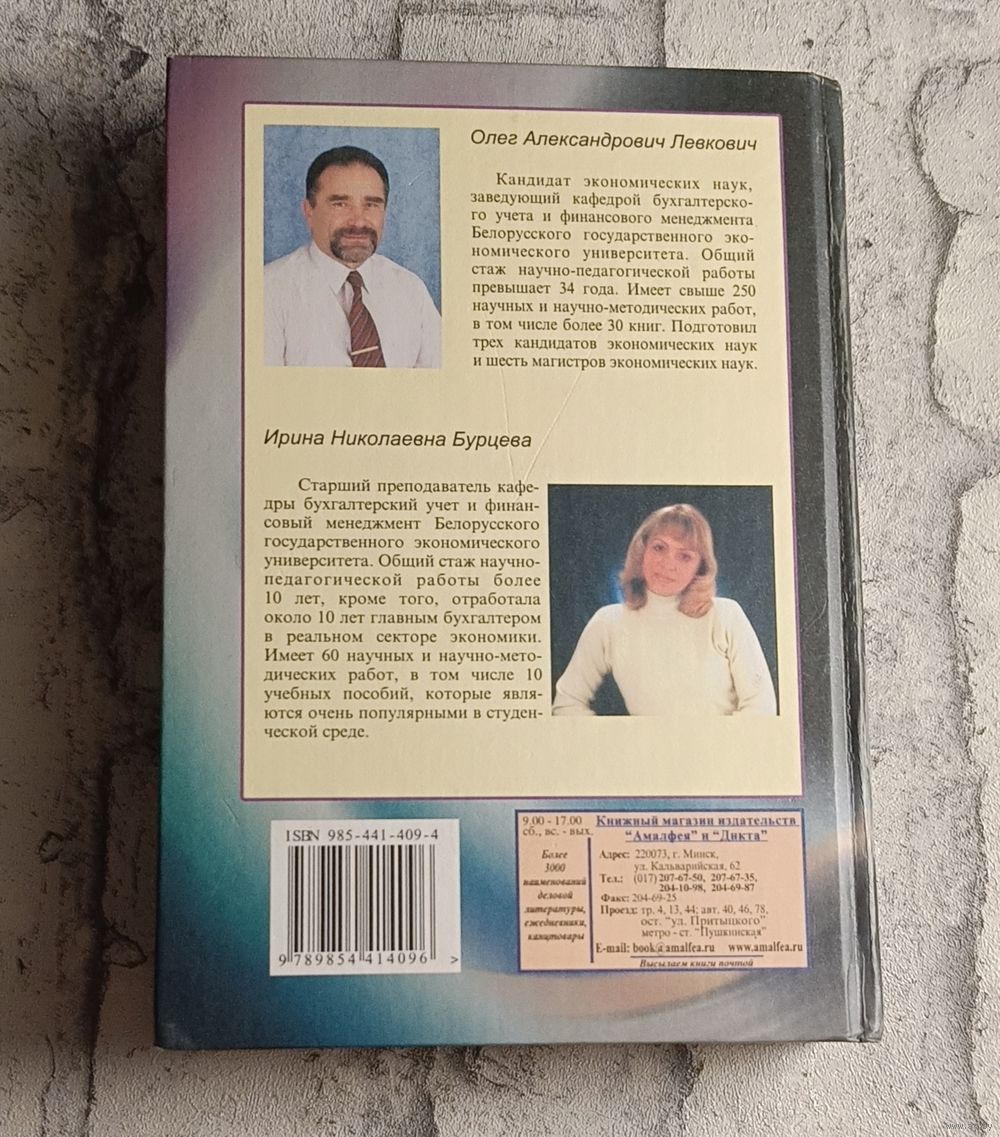 Олег Александрович Левкович
Кандидат экономических наук,
заведующий кафедрой бухгалтерско-
го учета и финансового менеджмента
Белорусского государственного эко-
номического университета. Общий
стаж научно-педагогической работы
превышает 34 года. Имеет свыше 250
научных и научно-методических работ,
в том числе более 30 книг. Подготовил
трех кандидатов экономических наук
и шесть магистров экономических наук.
Ирина Николаевна Бурцева
Старший преподаватель кафе-
дры бухгалтерский учет и финан-
совый менеджмент Белорусского
государственного экономического
университета. Общий стаж научно-
педагогической работы более
10 лет, кроме того, отработала
около 10 лет главным бухгалтером
в реальном секторе экономики.
Имеет 60 научных и научно-мето-
дических работ, в том числе 10
учебных пособий, которые явля-
ются очень популярными в студен-
ческой среде.
ISBN 985-441-409-4
9 789854 414096 >
9.00 - 17.00
сб., вс. - вых.
Более
3000
наименований
деловой
литературы,
ежедневники,
канцтовары
Книжный магазин издательств
"Амалфея" и "Дикта"
Адрес: 220073, г. Минск,
ул. Кальварийская, 62
Тел.: (017) 207-67-50, 207-67-35,
204-10-98, 204-69-87
Факс: 204-69-25
Проезд: тр. 4, 13, 44; авт. 40, 46, 78,
ост. "ул. Притыцкого"
метро - ст. "Пушкинская"
E-mail: book@amalfea.ru www.amalfea.ru
Высылаем книги почтой